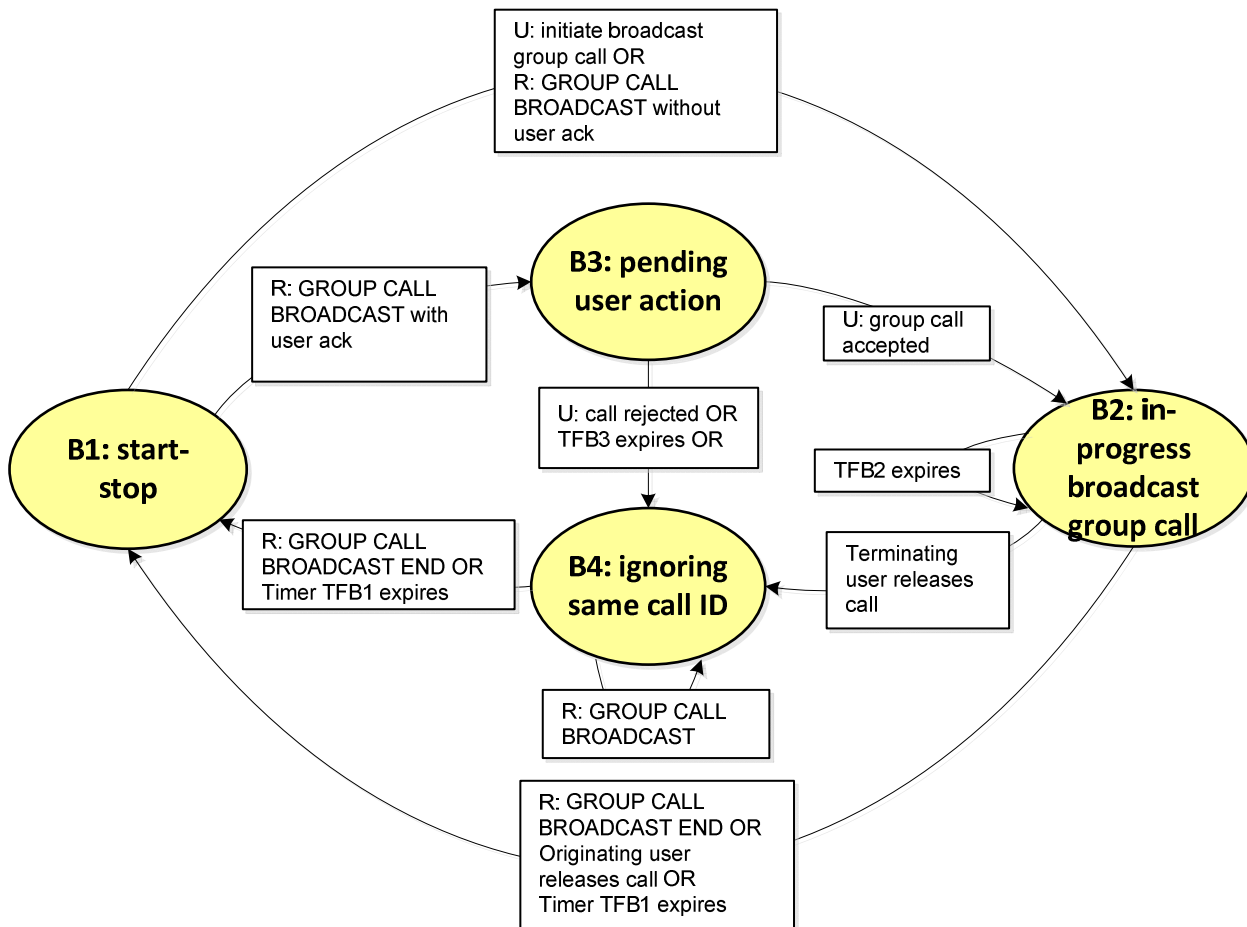 U: initiate broadcast
group call OR
R: GROUP CALL
BROADCAST without
user ack
B3: pending
user action
R: GROUP CALL
BROADCAST with
user ack
U: group call
accepted
B1: start-
stop
U: call rejected OR
TFB3 expires OR
B2: in-
progress
broadcast
group call
TFB2 expires
R: GROUP CALL
BROADCAST END OR
Timer TFB1 expires
B4: ignoring
same call ID
Terminating
user releases
call
R: GROUP CALL
BROADCAST
R: GROUP CALL
BROADCAST END OR
Originating user
releases call OR
Timer TFB1 expires